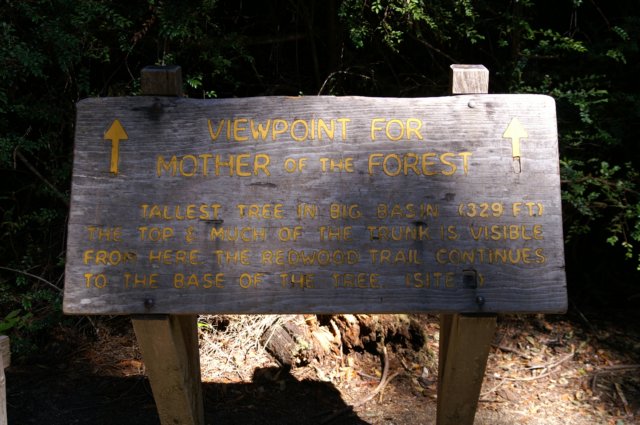 VIEWPOINT FOR
MOTHER OF THE FOREST
TALLEST TREE IN BIG BASIN (329 FT)
THE TOP & MUCH OF THE TRUNK IS VISIBLE
FROM HERE THE REDWOOD TRAIL CONTINUES
TO THE BASE OF THE TREE. (SITE )